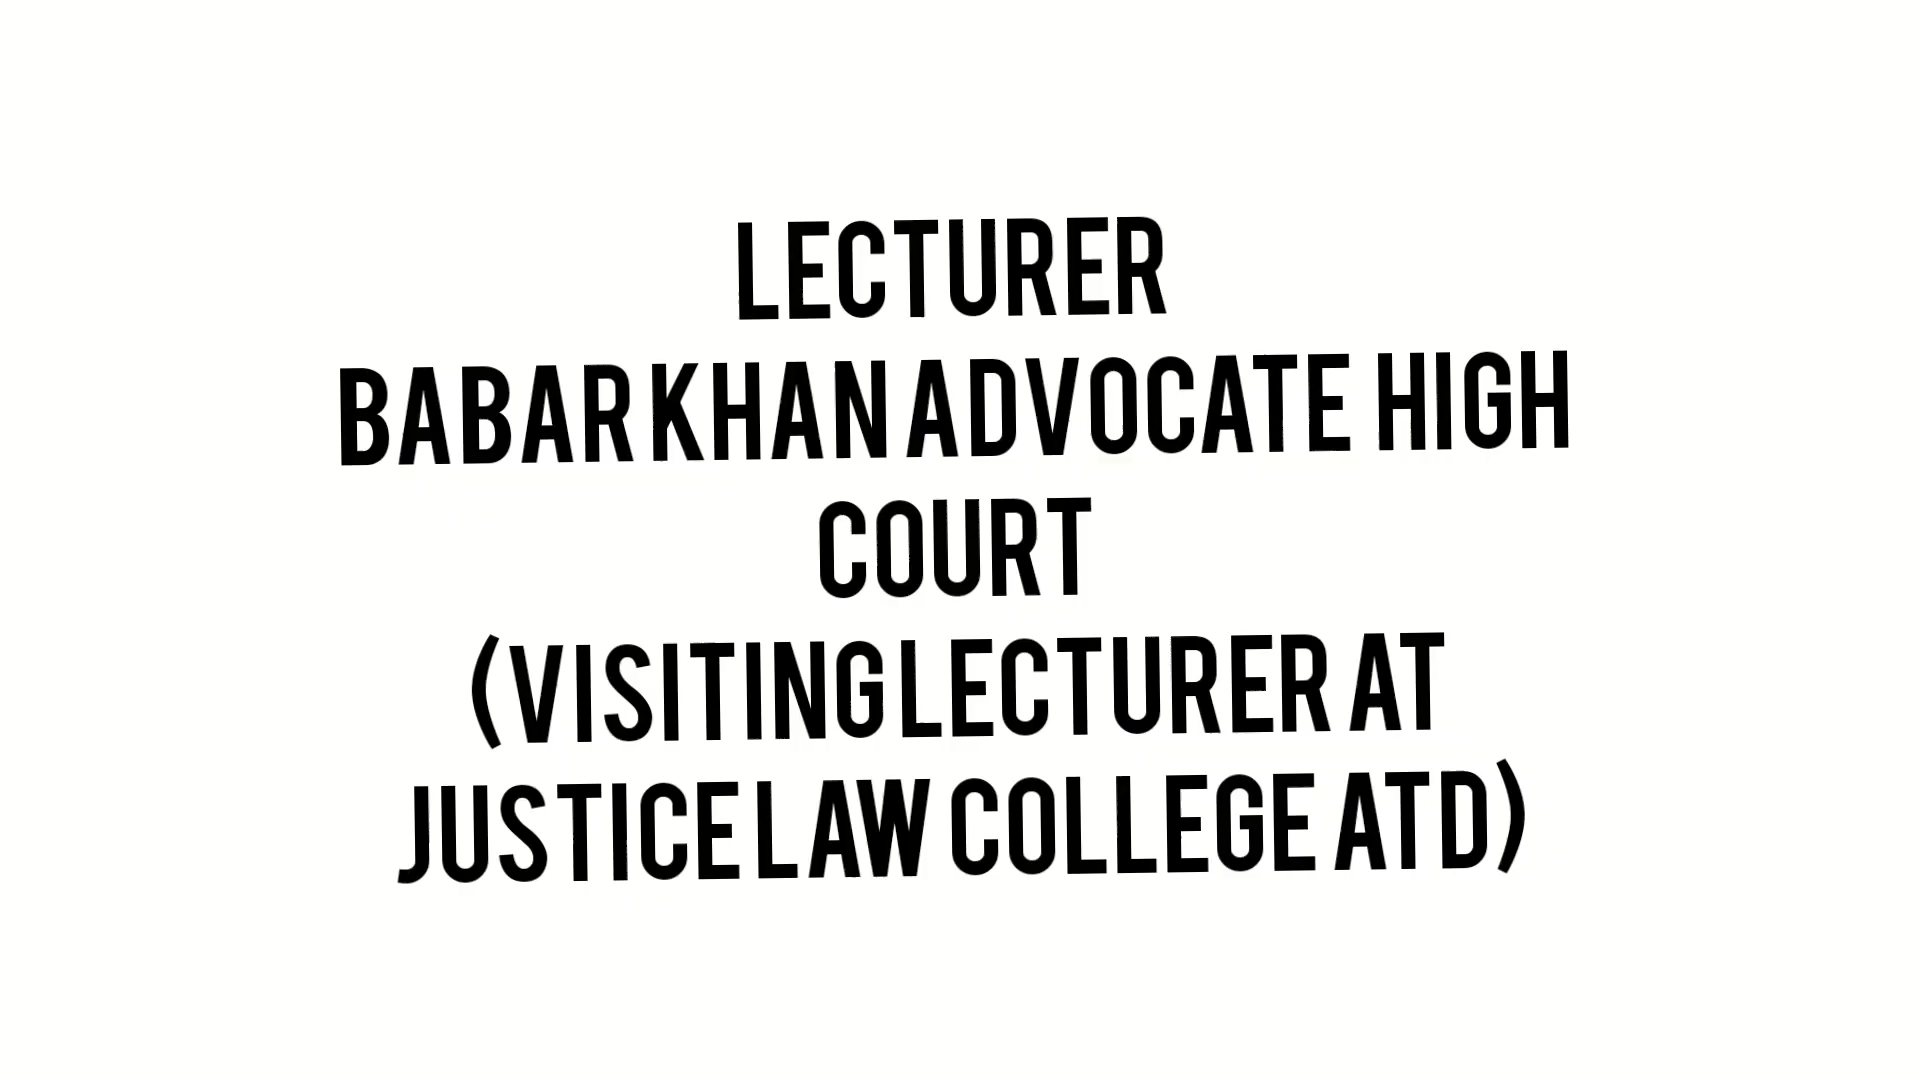 LECTURER
BABAR KHAN ADVOCATE HIGH
COURT
(VISITING LECTURER AT
JUSTICE LAW COLLEGE ATD)